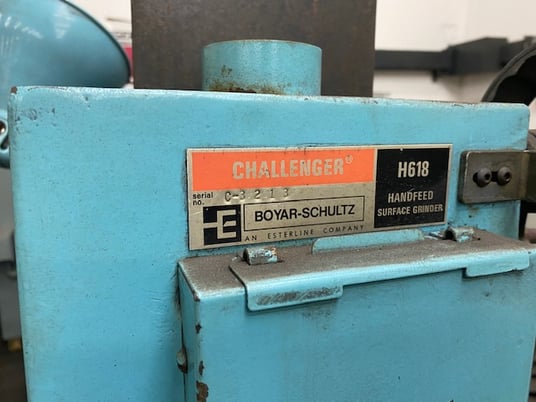 CHALLENGER®
serial no. C-3213
BOYAR-SCHULTZ
AN ESTERLINE COMPANY
H618
HANDFEED
SURFACE GRINDER